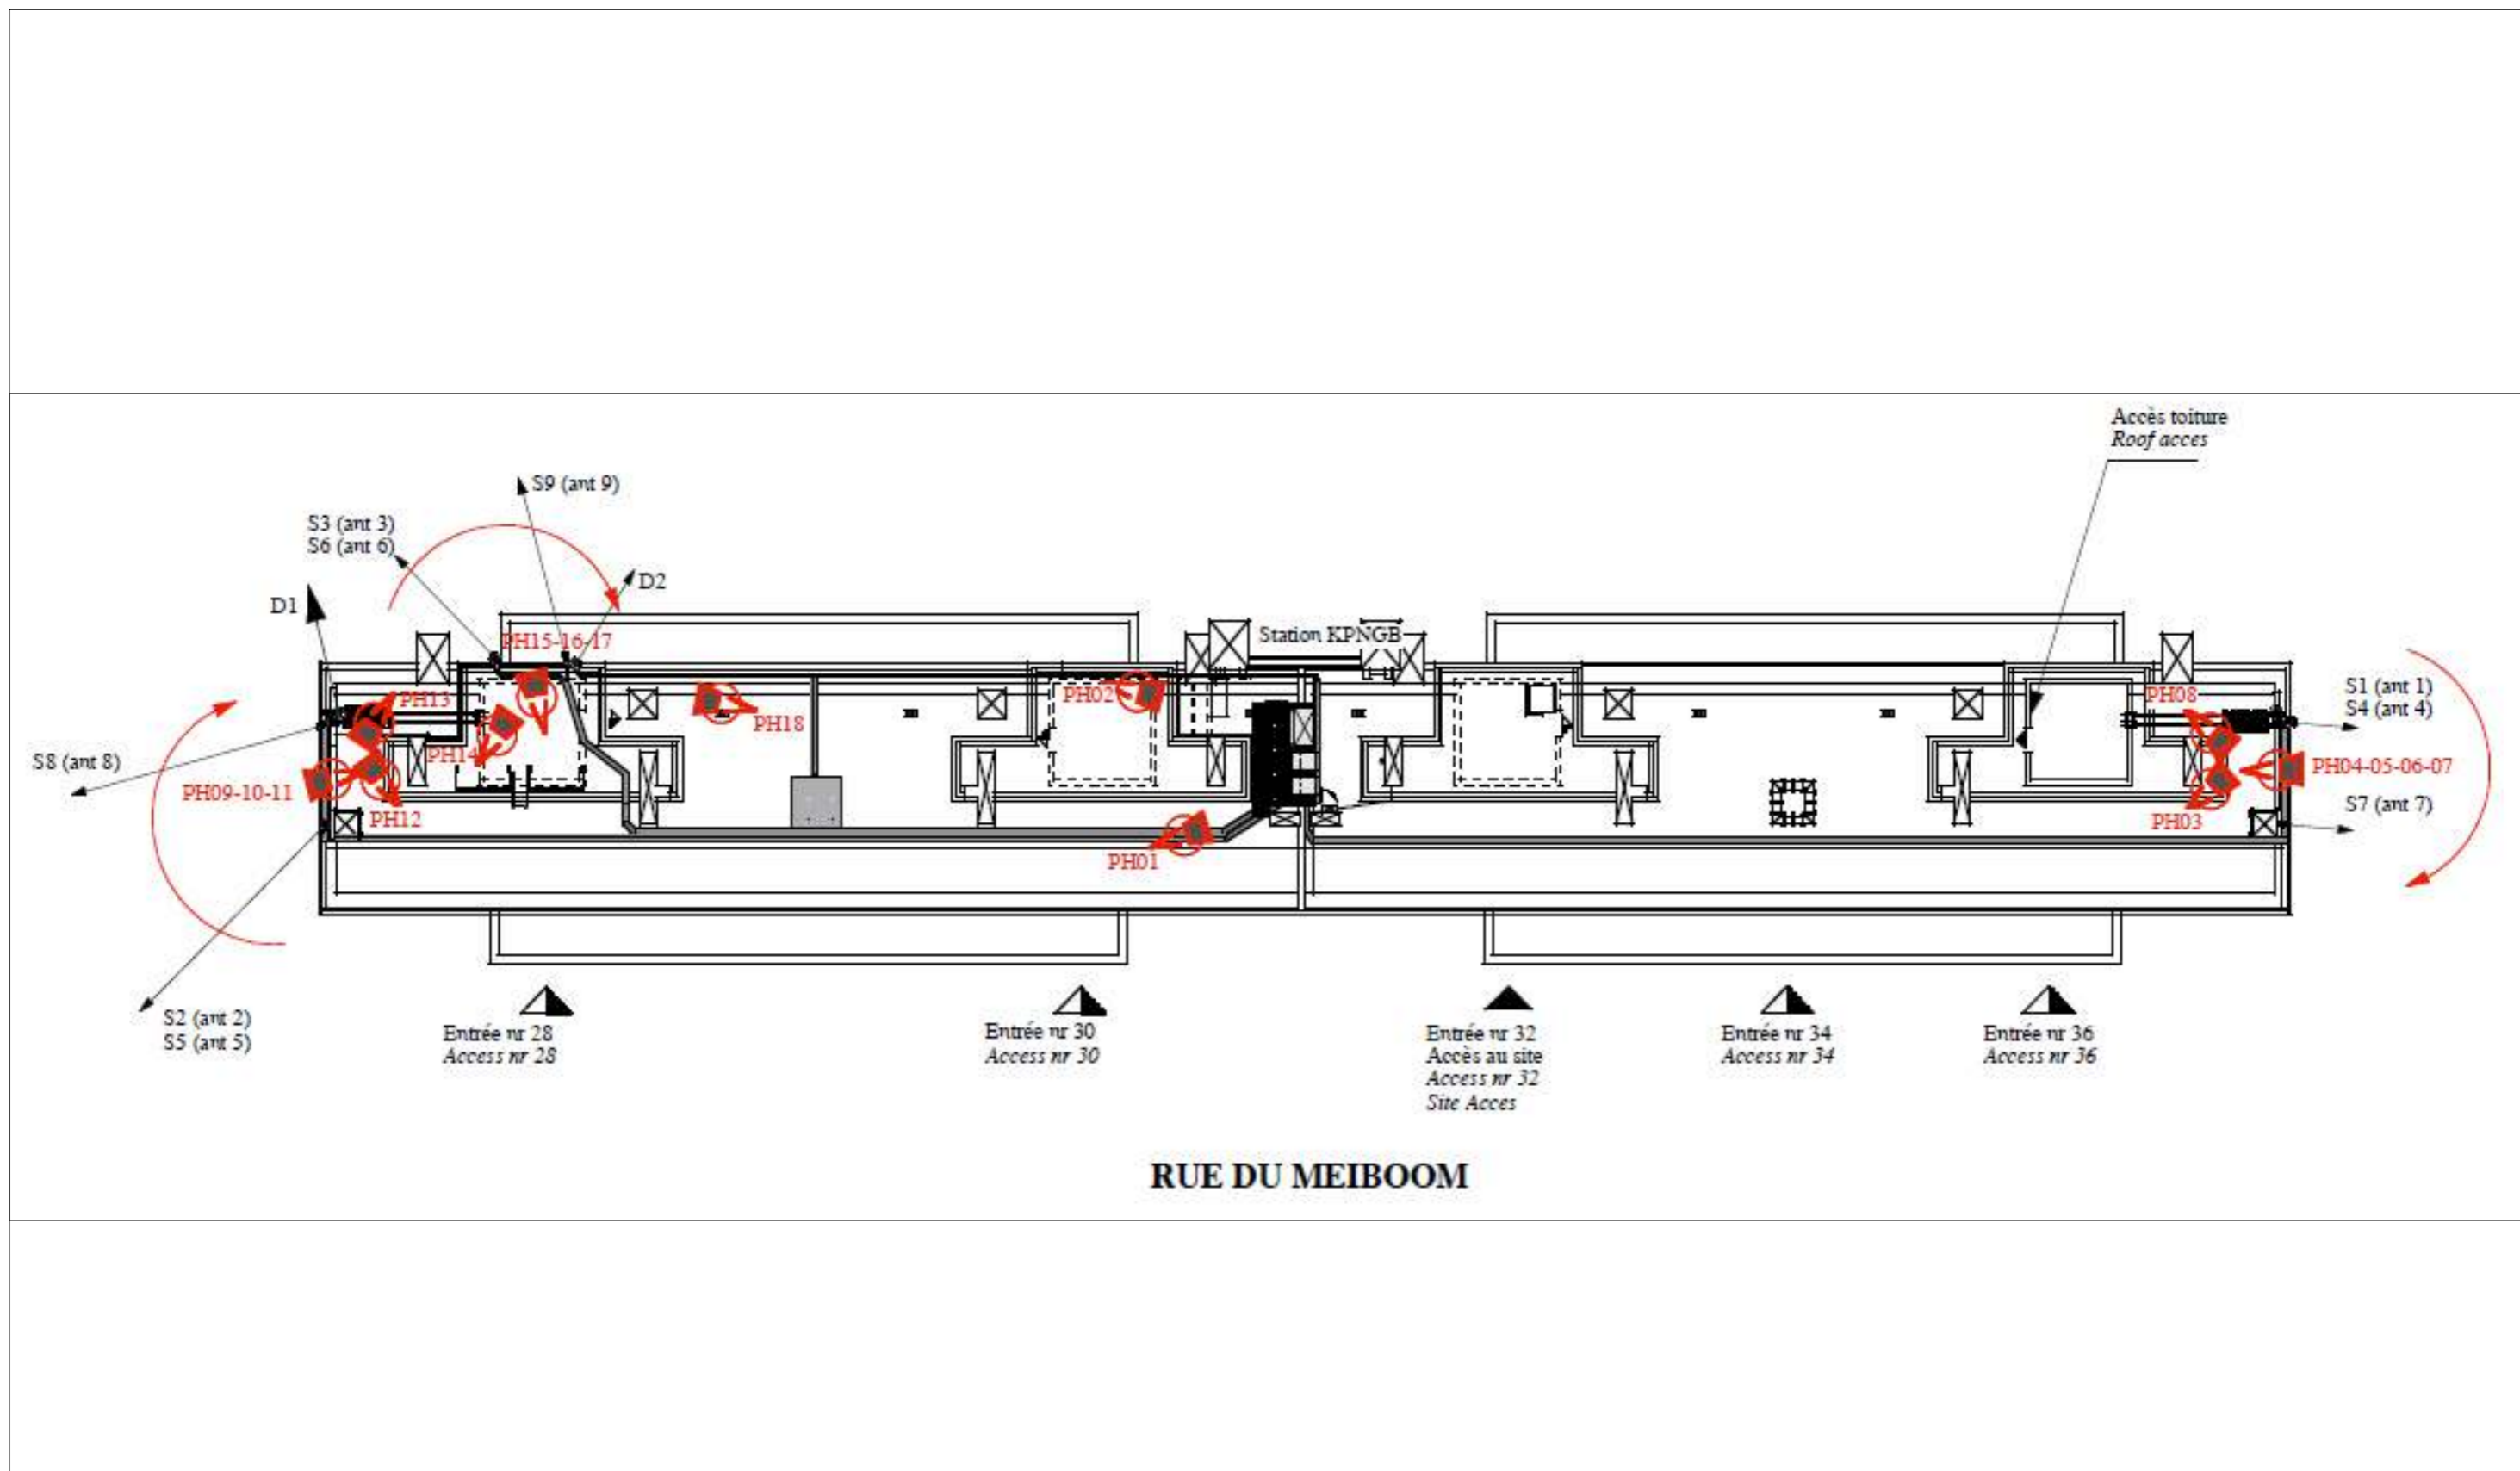 Accès toiture
Roof acces
S9 (ant 9)
S3 (ant 3)
S6 (ant 6)
D2
D1
PH15-16-17
Station KPNGB
PH13
PH02
PH08
S1 (ant 1)
S4 (ant 4)
PH18
PH14
S8 (ant 8)
PH09-10-11
PH04-05-06-07
PH12
S7 (ant 7)
PH03
PH01
S2 (ant 2)
S5 (ant 5)
Entrée nr 28
Access nr 28
Entrée nr 30
Access nr 30
Entrée nr 32
Accès au site
Access nr 32
Site Acces
Entrée nr 34
Access nr 34
Entrée nr 36
Access nr 36
RUE DU MEIBOOM